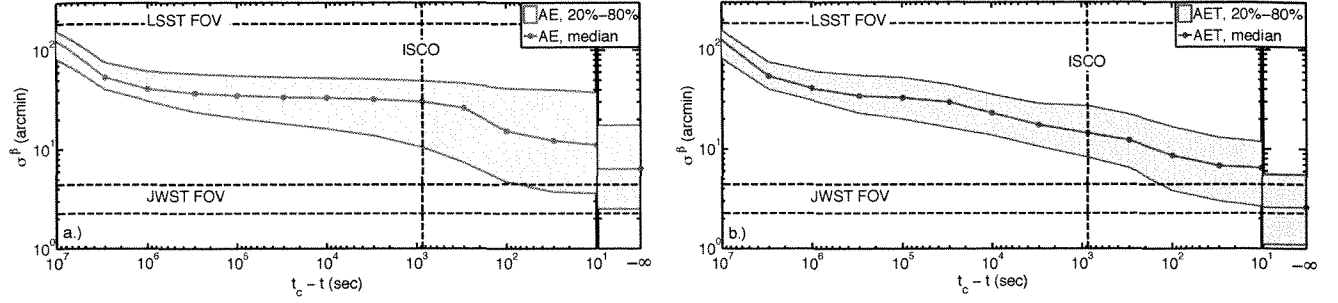 LSST FOV
AE, 20%–80%
AE, median
ISCO
σ^β (arcmin)
JWST FOV
a.)
10^2
10^1
10^0
10^7 10^6 10^5 10^4 10^3 10^2 10^1 −∞
t_c − t (sec)
LSST FOV
AET, 20%–80%
AET, median
ISCO
σ^β (arcmin)
JWST FOV
b.)
10^2
10^1
10^0
10^7 10^6 10^5 10^4 10^3 10^2 10^1 −∞
t_c − t (sec)